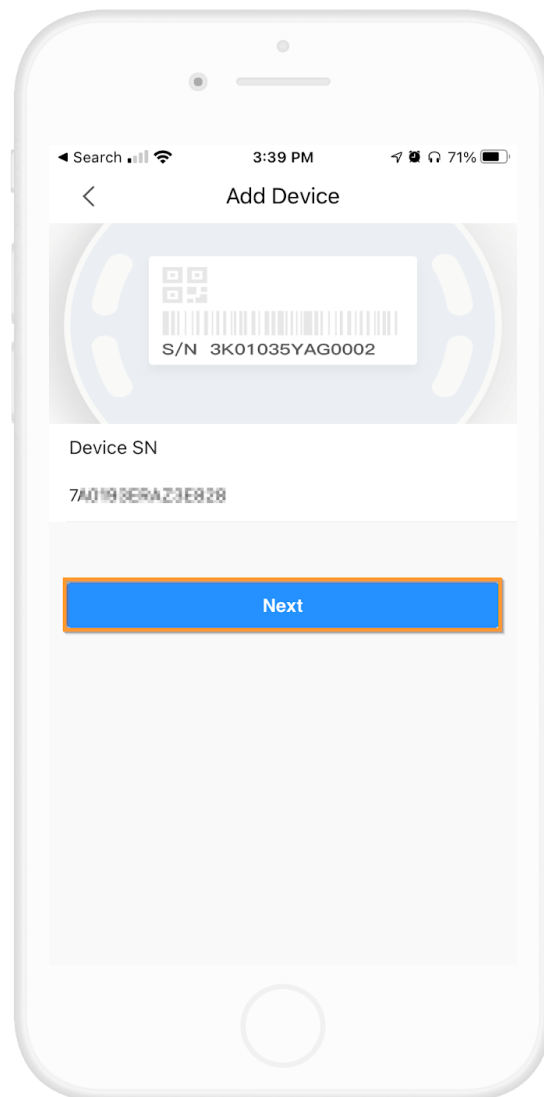 Search
3:39 PM
71%
Add Device
S/N 3K01035YAG0002
Device SN
Next